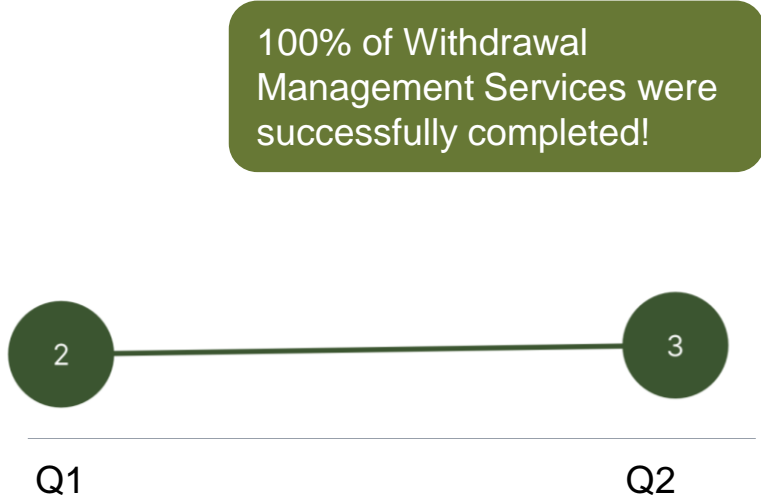 100% of Withdrawal
Management Services were
successfully completed!
2
3
Q1
Q2